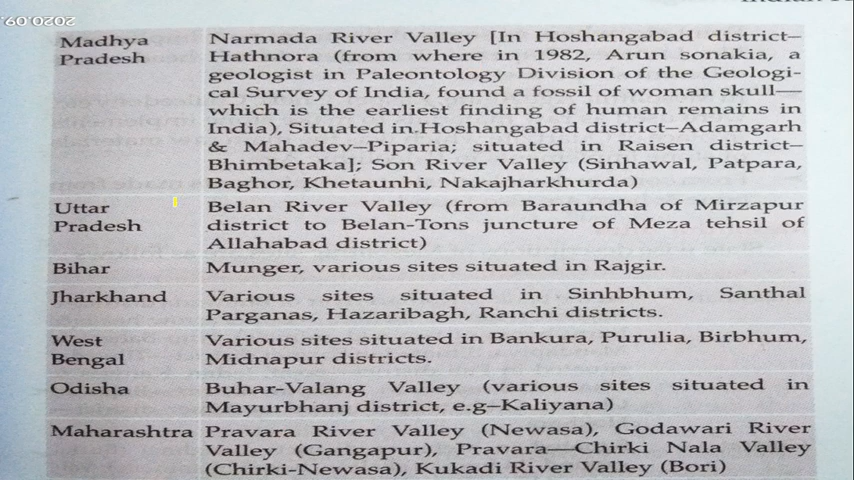 2020.09.
Madhya Pradesh
Narmada River Valley [In Hoshangabad district–
Hathnora (from where in 1982, Arun sonakia, a
geologist in Paleontology Division of the Geologi-
cal Survey of India, found a fossil of woman skull—
which is the earliest finding of human remains in
India), Situated in Hoshangabad district–Adamgarh
& Mahadev–Piparia; situated in Raisen district–
Bhimbetaka]; Son River Valley (Sinhawal, Patpara,
Baghor, Khetaunhi, Nakajharkhurda)
Uttar Pradesh
Belan River Valley (from Baraundha of Mirzapur
district to Belan-Tons juncture of Meza tehsil of
Allahabad district)
Bihar
Munger, various sites situated in Rajgir.
Jharkhand
Various sites situated in Sinhbhum, Santhal
Parganas, Hazaribagh, Ranchi districts.
West Bengal
Various sites situated in Bankura, Purulia, Birbhum,
Midnapur districts.
Odisha
Buhar-Valang Valley (various sites situated in
Mayurbhanj district, e.g–Kaliyana)
Maharashtra
Pravara River Valley (Newasa), Godawari River
Valley (Gangapur), Pravara—Chirki Nala Valley
(Chirki-Newasa), Kukadi River Valley (Bori)